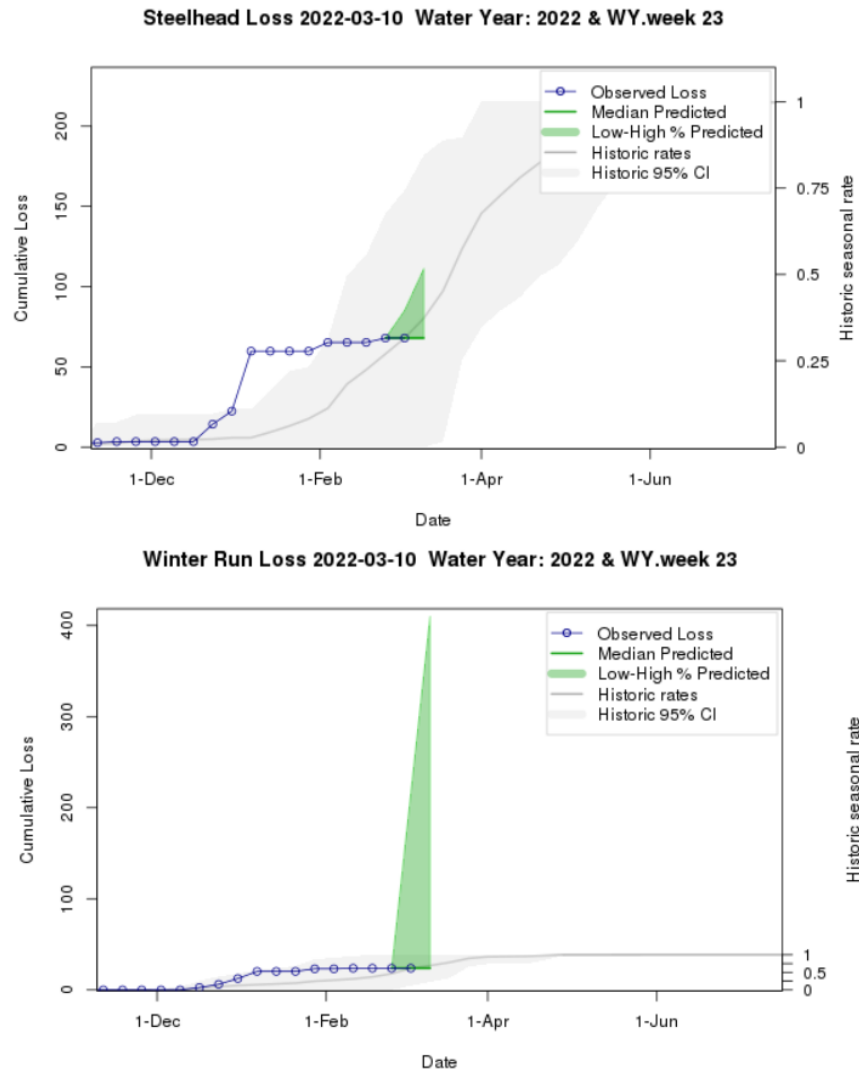 Steelhead Loss 2022-03-10 Water Year: 2022 & WY.week 23
Observed Loss
Median Predicted
Low-High % Predicted
Historic rates
Historic 95% CI
Cumulative Loss
200
150
100
50
0
1
0.75
0.5
0.25
0
Historic seasonal rate
1-Dec
1-Feb
1-Apr
1-Jun
Date
Winter Run Loss 2022-03-10 Water Year: 2022 & WY.week 23
Observed Loss
Median Predicted
Low-High % Predicted
Historic rates
Historic 95% CI
Cumulative Loss
400
300
200
100
0
1
0.5
0
Historic seasonal rate
1-Dec
1-Feb
1-Apr
1-Jun
Date